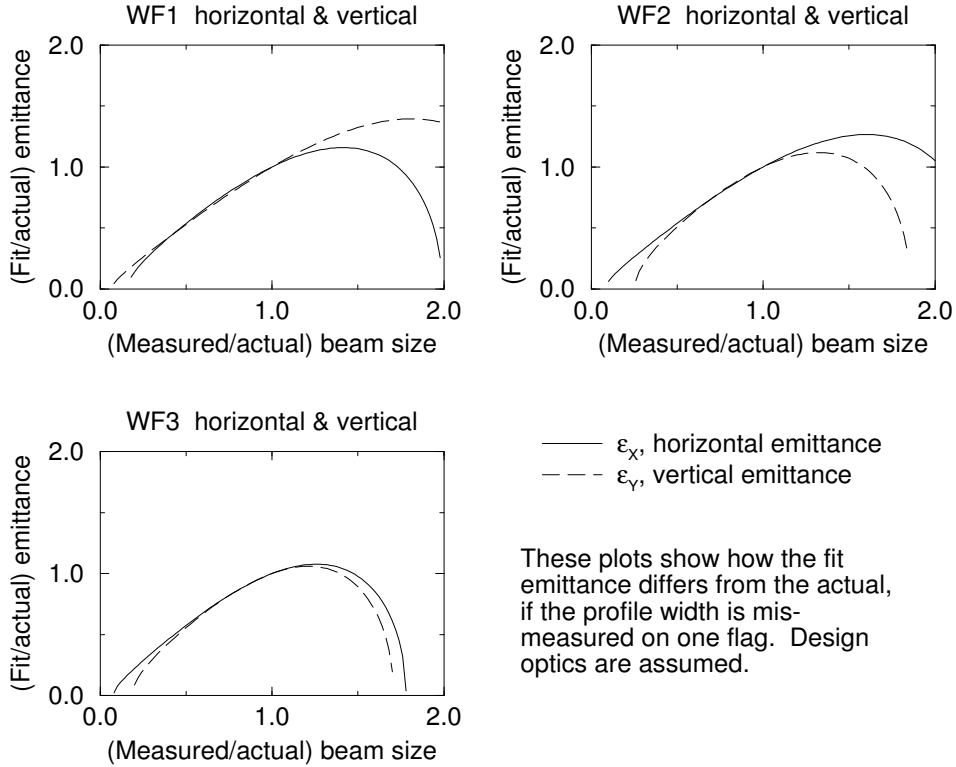 WF1 horizontal & vertical
(Fit/actual) emittance
2.0
1.0
0.0
0.0 1.0 2.0
(Measured/actual) beam size
WF2 horizontal & vertical
(Fit/actual) emittance
2.0
1.0
0.0
0.0 1.0 2.0
(Measured/actual) beam size
WF3 horizontal & vertical
(Fit/actual) emittance
2.0
1.0
0.0
0.0 1.0 2.0
(Measured/actual) beam size
εX, horizontal emittance
εY, vertical emittance
These plots show how the fit
emittance differs from the actual,
if the profile width is mis-
measured on one flag. Design
optics are assumed.